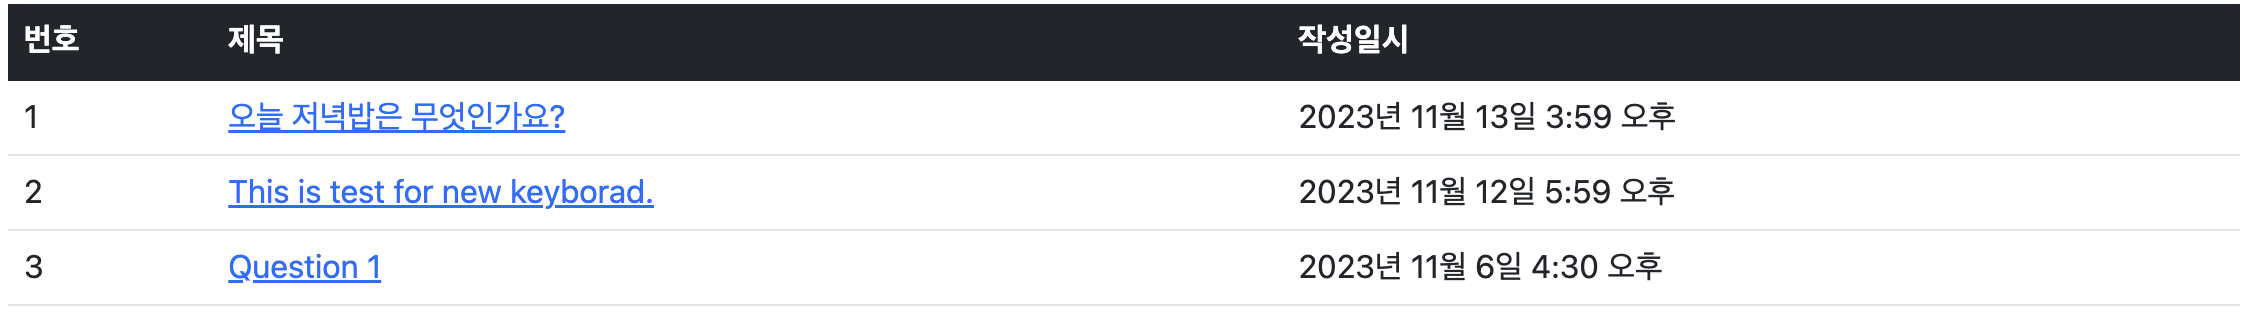 번호 제목 작성일시
1 오늘 저녁밥은 무엇인가요? 2023년 11월 13일 3:59 오후
2 This is test for new keyborad. 2023년 11월 12일 5:59 오후
3 Question 1 2023년 11월 6일 4:30 오후